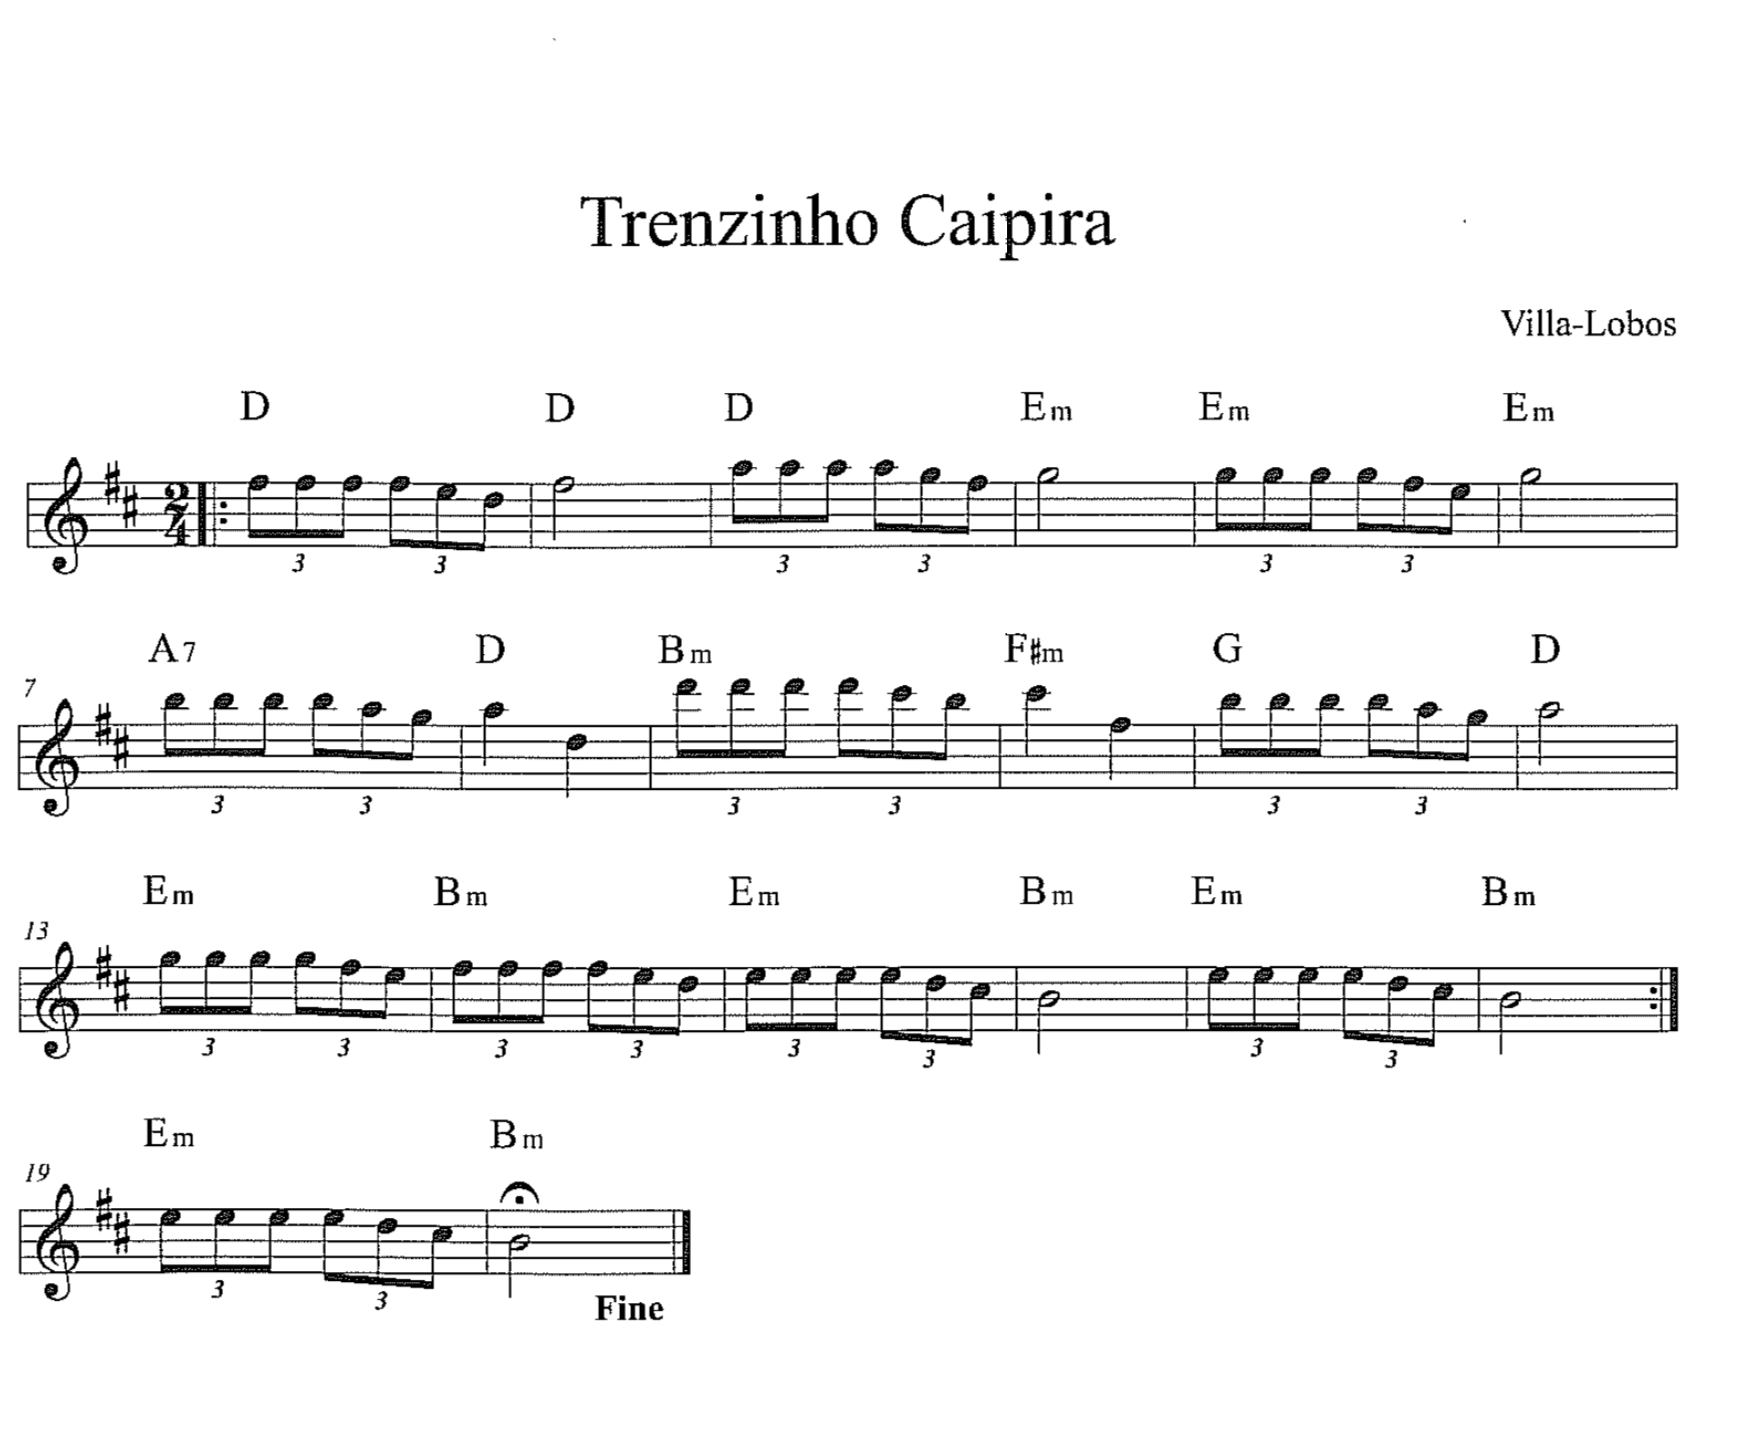 Trenzinho Caipira
Villa-Lobos
D D D Em Em Em
2
4
3 3 3 3 3 3
A7 D Bm F#m G D
7
3 3 3 3 3 3
Em Bm Em Bm Em Bm
13
3 3 3 3 3 3 3 3
Em Bm
19
3 3
Fine